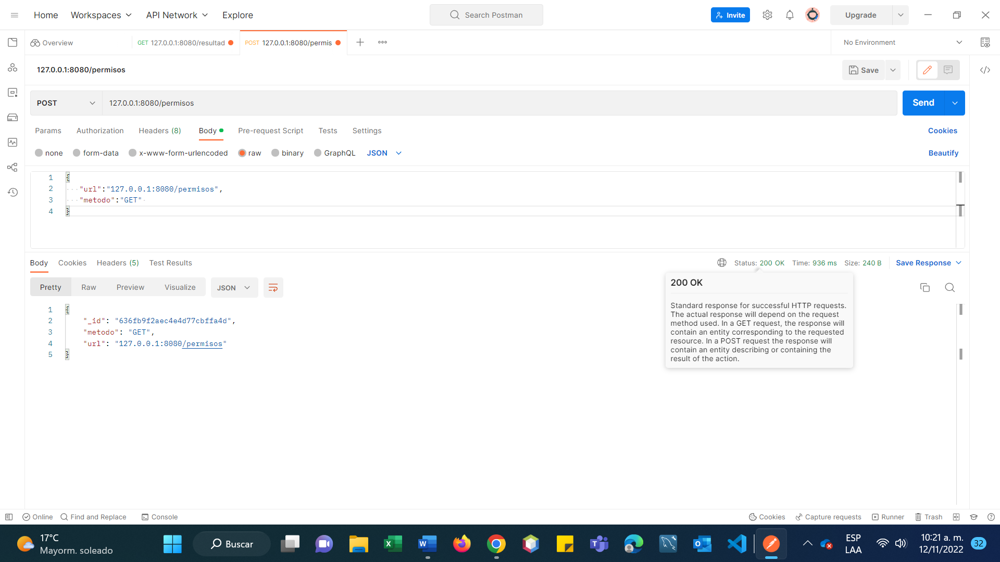 Home Workspaces API Network Explore Search Postman Invite Upgrade
Overview GET 127.0.0.1:8080/resultad POST 127.0.0.1:8080/permis No Environment
127.0.0.1:8080/permisos Save
POST 127.0.0.1:8080/permisos Send
Params Authorization Headers (8) Body Pre-request Script Tests Settings Cookies
none form-data x-www-form-urlencoded raw binary GraphQL JSON Beautify
1 {
2 "url":"127.0.0.1:8080/permisos",
3 "metodo":"GET"
4 }
Body Cookies Headers (5) Test Results Status: 200 OK Time: 936 ms Size: 240 B Save Response
200 OK
Standard response for successful HTTP requests.
The actual response will depend on the request
method used. In a GET request, the response will
contain an entity corresponding to the requested
resource. In a POST request the response will
contain an entity describing or containing the
result of the action.
Pretty Raw Preview Visualize JSON
1 {
2 "_id": "636fb9f2aec4e4d77cbffa4d",
3 "metodo": "GET",
4 "url": "127.0.0.1:8080/permisos"
5 }
Online Find and Replace Console Cookies Capture requests Runner Trash
17°C
Mayorm. soleado
Buscar
ESP
LAA
10:21 a. m.
12/11/2022
32